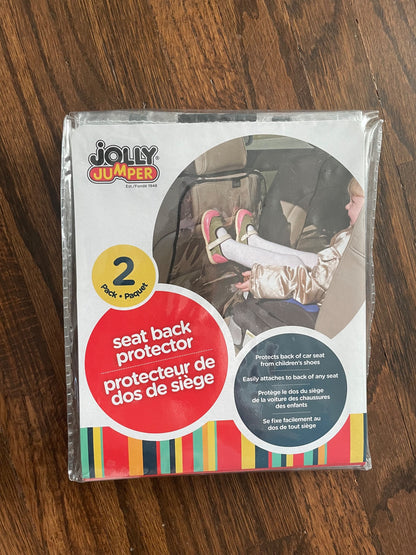 JOLLY®
JUMPER
Est./Fondé 1948
2
Pack • Paquet
seat back
protector
protecteur de
dos de siège
Protects back of car seat
from children's shoes
Easily attaches to back of any seat
Protège le dos du siège
de la voiture des chaussures
des enfants
Se fixe facilement au
dos de tout siège